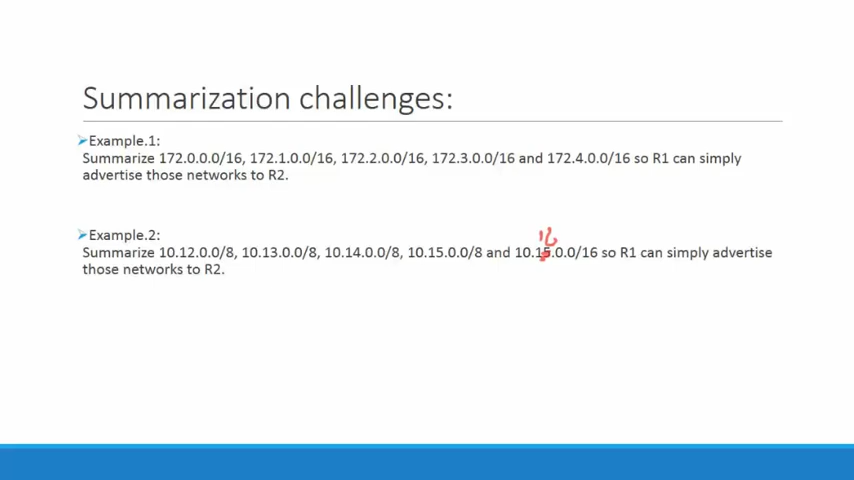 Summarization challenges:
Example.1:
Summarize 172.0.0.0/16, 172.1.0.0/16, 172.2.0.0/16, 172.3.0.0/16 and 172.4.0.0/16 so R1 can simply
advertise those networks to R2.
Example.2:
16
Summarize 10.12.0.0/8, 10.13.0.0/8, 10.14.0.0/8, 10.15.0.0/8 and 10.15.0.0/16 so R1 can simply advertise
those networks to R2.